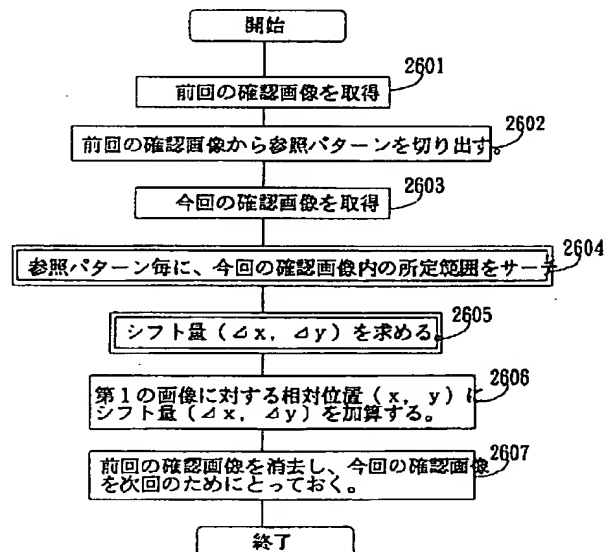 開始
2601
前回の確認画像を取得
2602
前回の確認画像から参照パターンを切り出す。
2603
今回の確認画像を取得
2604
参照パターン毎に、今回の確認画像内の所定範囲をサーチ
2605
シフト量(⊿x, ⊿y)を求める。
2606
第1の画像に対する相対位置(x, y)に
シフト量(⊿x, ⊿y)を加算する。
2607
前回の確認画像を消去し、今回の確認画像
を次回のためにとっておく。
終了